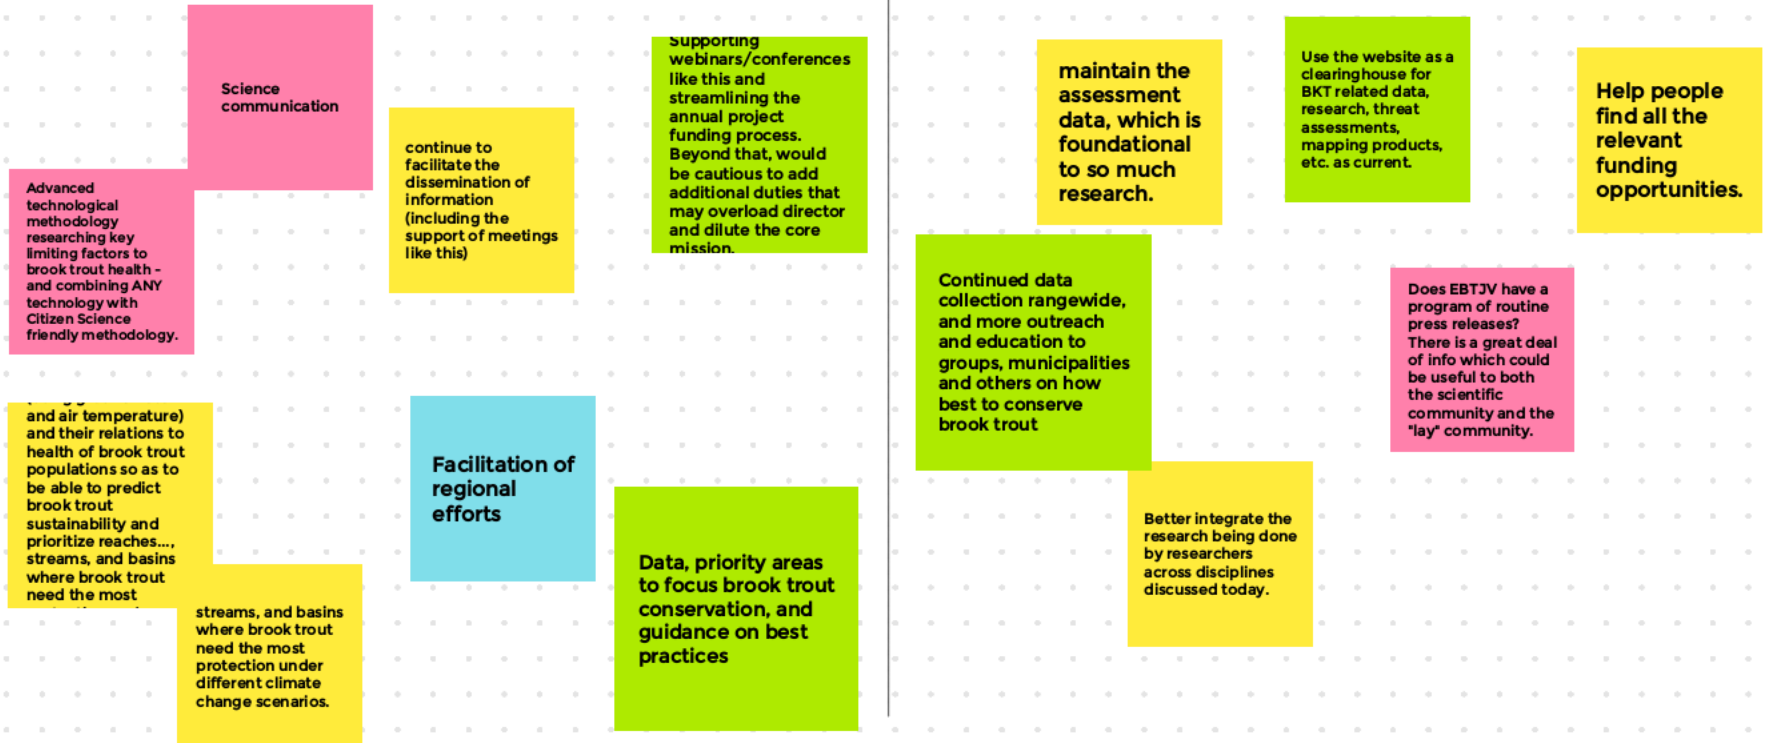 Science
communication
Advanced
technological
methodology
researching key
limiting factors to
brook trout health -
and combining ANY
technology with
Citizen Science
friendly methodology.
continue to
facilitate the
dissemination of
information
(including the
support of meetings
like this)
Supporting
webinars/conferences
like this and
streamlining the
annual project
funding process.
Beyond that, would
be cautious to add
additional duties that
may overload director
and dilute the core
mission.
and air temperature)
and their relations to
health of brook trout
populations so as to
be able to predict
brook trout
sustainability and
prioritize reaches...,
streams, and basins
where brook trout
need the most
streams, and basins
where brook trout
need the most
protection under
different climate
change scenarios.
Facilitation of
regional
efforts
Data, priority areas
to focus brook trout
conservation, and
guidance on best
practices
maintain the
assessment
data, which is
foundational
to so much
research.
Use the website as a
clearinghouse for
BKT related data,
research, threat
assessments,
mapping products,
etc. as current.
Help people
find all the
relevant
funding
opportunities.
Continued data
collection rangewide,
and more outreach
and education to
groups, municipalities
and others on how
best to conserve
brook trout
Does EBTJV have a
program of routine
press releases?
There is a great deal
of info which could
be useful to both
the scientific
community and the
"lay" community.
Better integrate the
research being done
by researchers
across disciplines
discussed today.